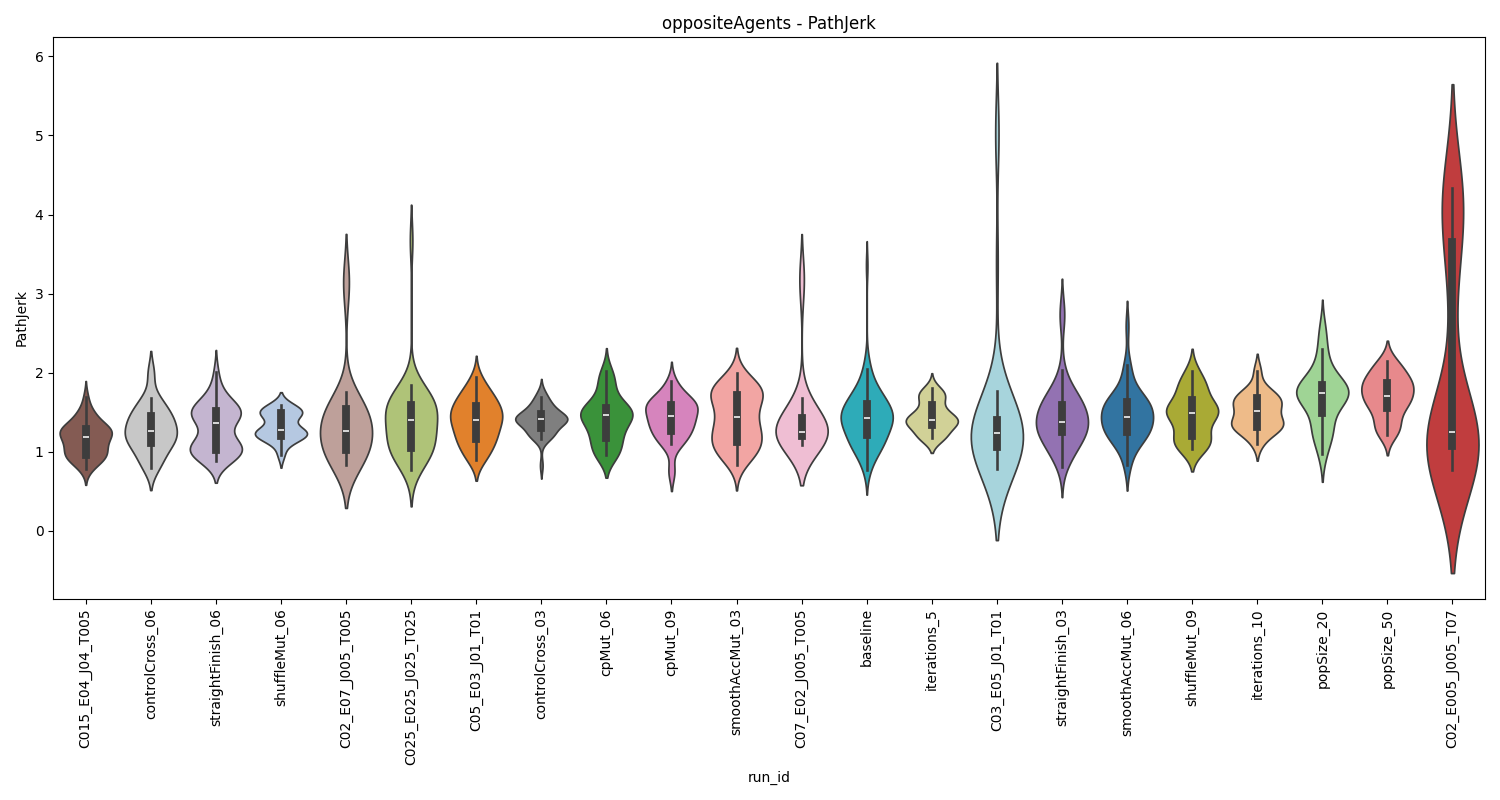 oppositeAgents - PathJerk
PathJerk
6
5
4
3
2
1
0
C015_E04_J04_T005
controlCross_06
straightFinish_06
shuffleMut_06
C02_E07_J005_T005
C025_E025_J025_T025
C05_E03_J01_T01
controlCross_03
cpMut_06
cpMut_09
smoothAccMut_03
C07_E02_J005_T005
baseline
iterations_5
C03_E05_J01_T01
straightFinish_03
smoothAccMut_06
shuffleMut_09
iterations_10
popSize_20
popSize_50
C02_E005_J005_T07
run_id